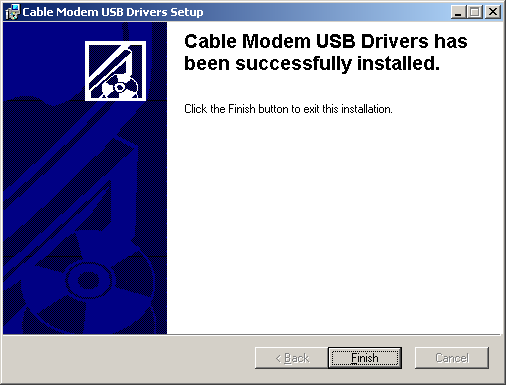 Cable Modem USB Drivers Setup
Cable Modem USB Drivers has
been successfully installed.
Click the Finish button to exit this installation.
< Back
Finish
Cancel